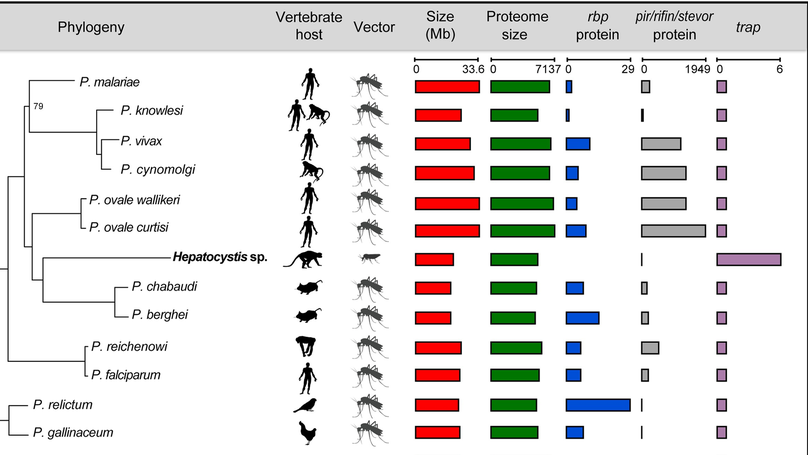 Phylogeny
Vertebrate
host
Vector
Size
(Mb)
Proteome
size
rbp
protein
pir/rifin/stevor
protein
trap
0 33.6 0 7137 0 29 0 1949 0 6
P. malariae
79
P. knowlesi
P. vivax
P. cynomolgi
P. ovale wallikeri
P. ovale curtisi
Hepatocystis sp.
P. chabaudi
P. berghei
P. reichenowi
P. falciparum
P. relictum
P. gallinaceum